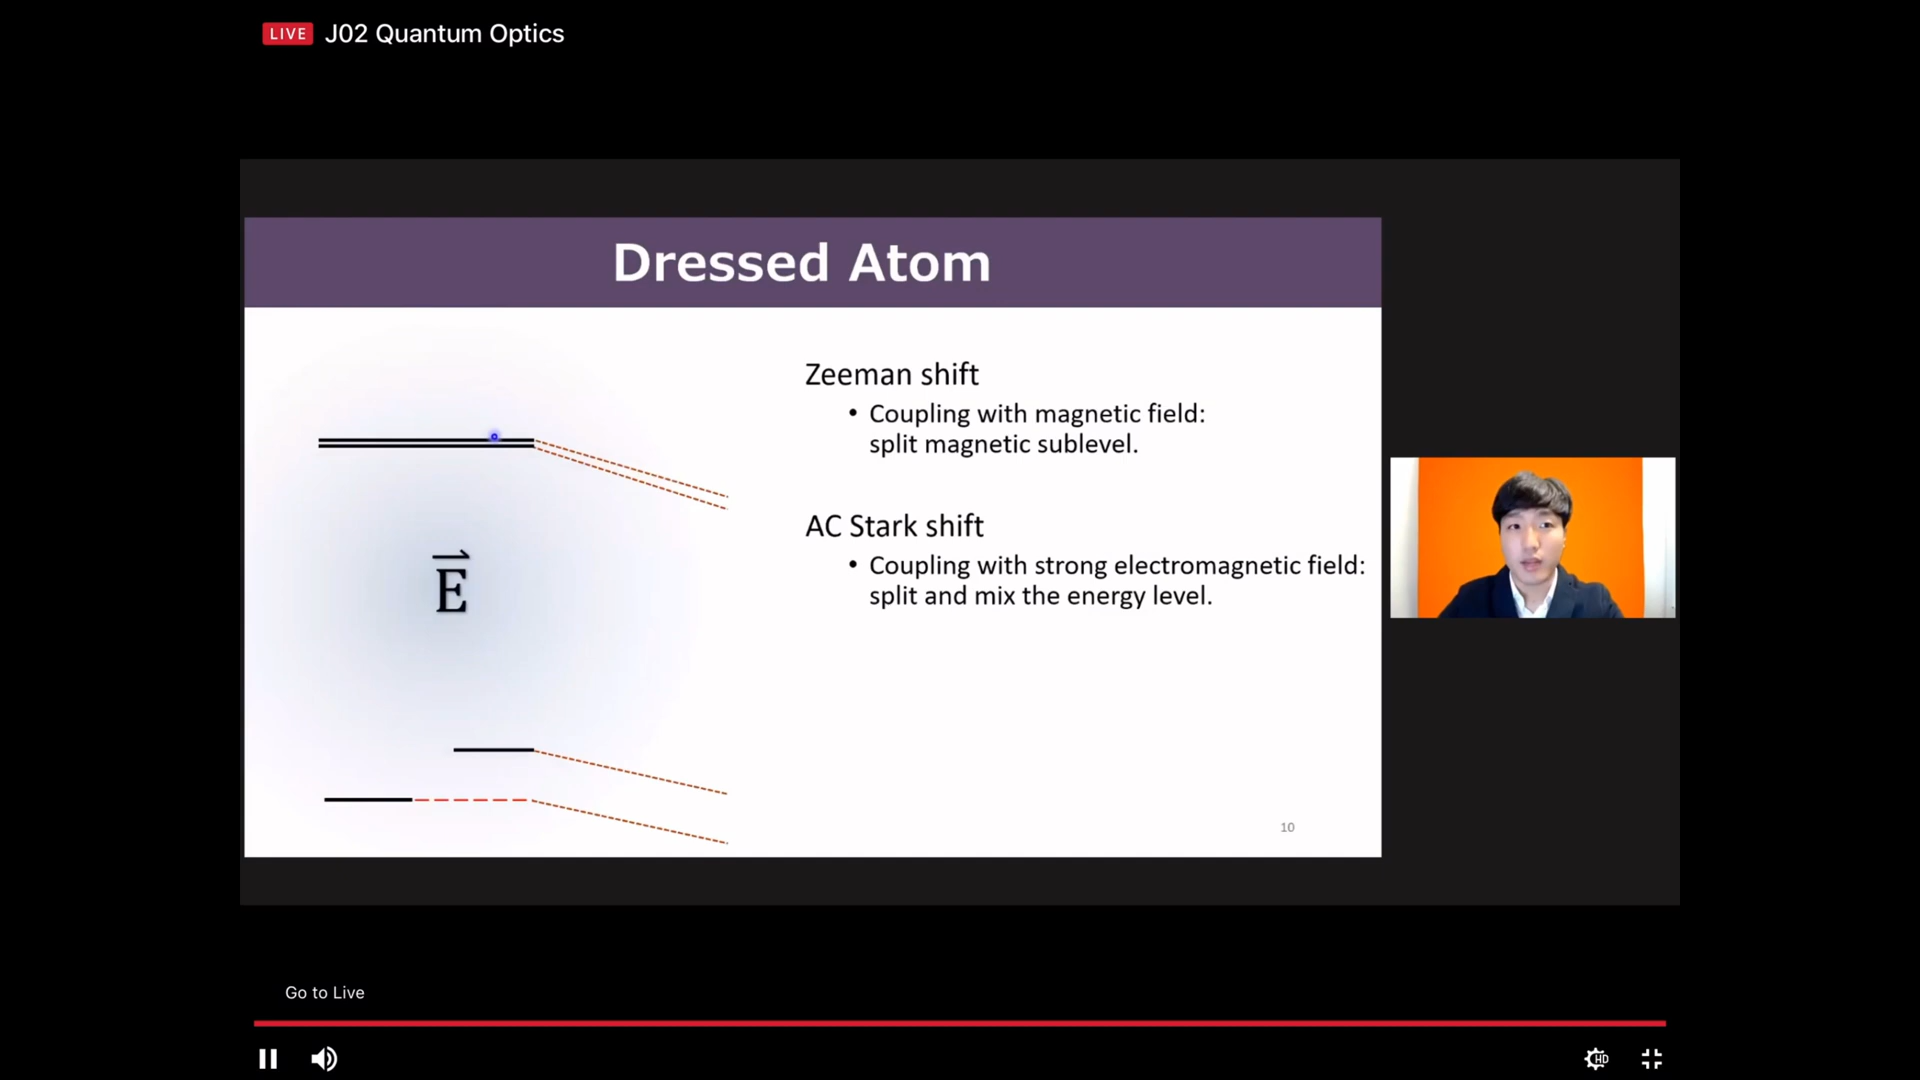 LIVE J02 Quantum Optics
Dressed Atom
Zeeman shift
• Coupling with magnetic field:
split magnetic sublevel.
AC Stark shift
• Coupling with strong electromagnetic field:
split and mix the energy level.
E
10
Go to Live
HD